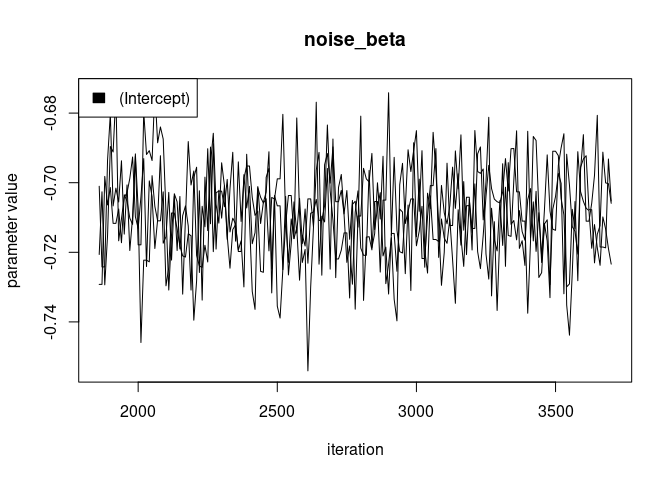 noise_beta
(Intercept)
parameter value
-0.68
-0.70
-0.72
-0.74
2000
2500
3000
3500
iteration